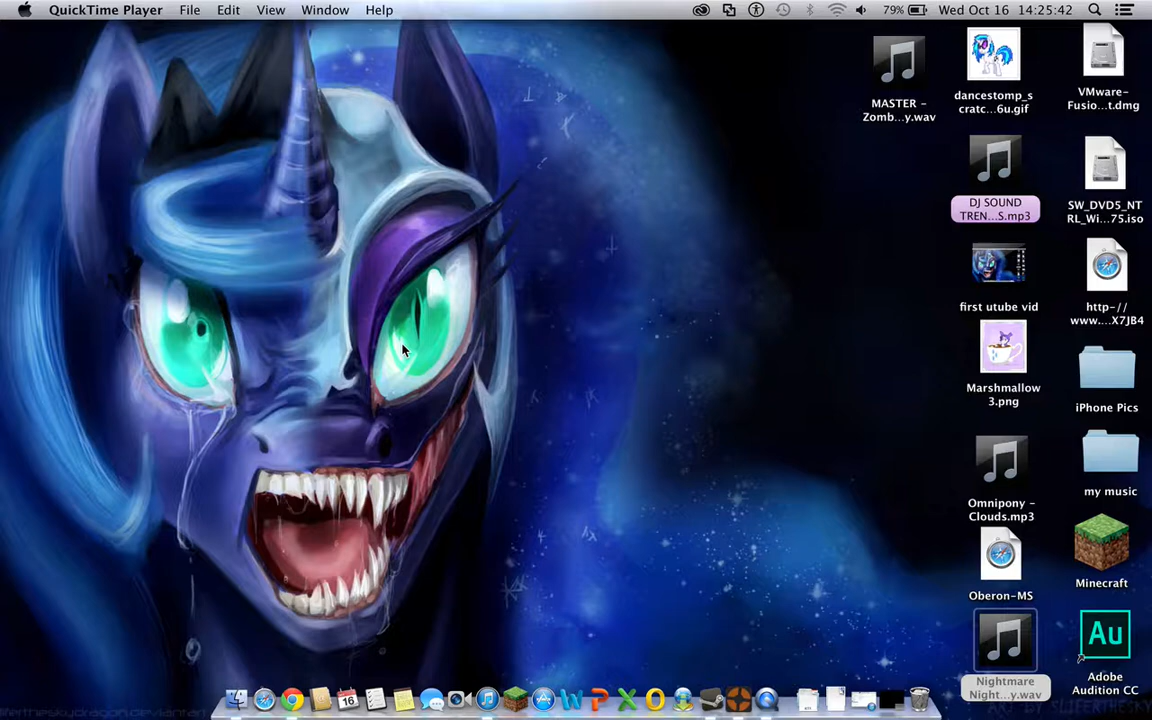 QuickTime Player File Edit View Window Help 79% Wed Oct 16 14:25:42
MASTER -
Zomb...y.wav
dancestomp_s
cratc...6u.gif
VMware-
Fusio...t.dmg
DJ SOUND
TREN...S.mp3
SW_DVD5_NT
RL_Wi...75.iso
first utube vid
http-//
www....X7JB4
Marshmallow
3.png
iPhone Pics
Omnipony -
Clouds.mp3
my music
Oberon-MS
Minecraft
Nightmare
Night...y.wav
Au
Adobe
Audition CC